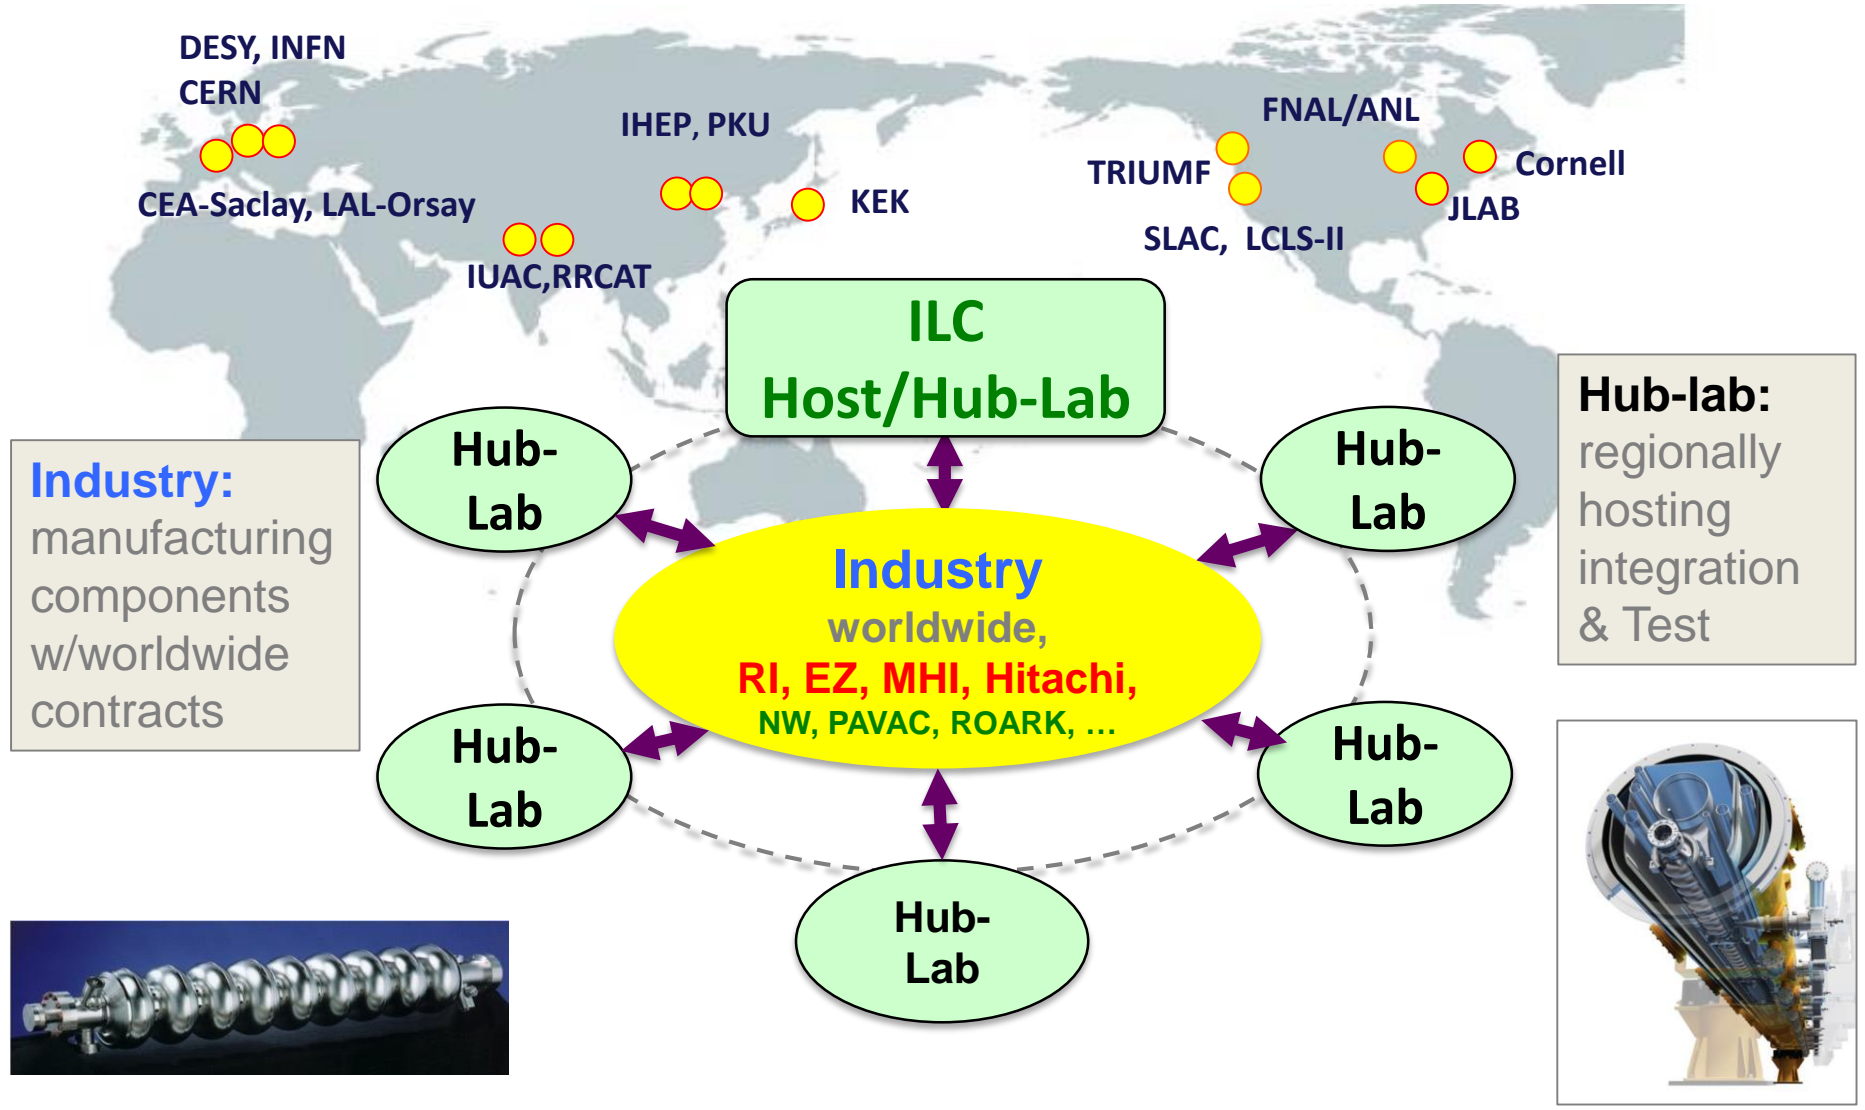 DESY, INFN
CERN
IHEP, PKU
FNAL/ANL
TRIUMF
Cornell
CEA-Saclay, LAL-Orsay
KEK
JLAB
SLAC,  LCLS-II
IUAC,RRCAT
ILC
Host/Hub-Lab
Hub-
Lab
Hub-
Lab
Industry:
manufacturing
components
w/worldwide
contracts
Hub-lab:
regionally
hosting
integration
& Test
Industry
worldwide,
RI, EZ, MHI, Hitachi,
NW, PAVAC, ROARK, ...
Hub-
Lab
Hub-
Lab
Hub-
Lab